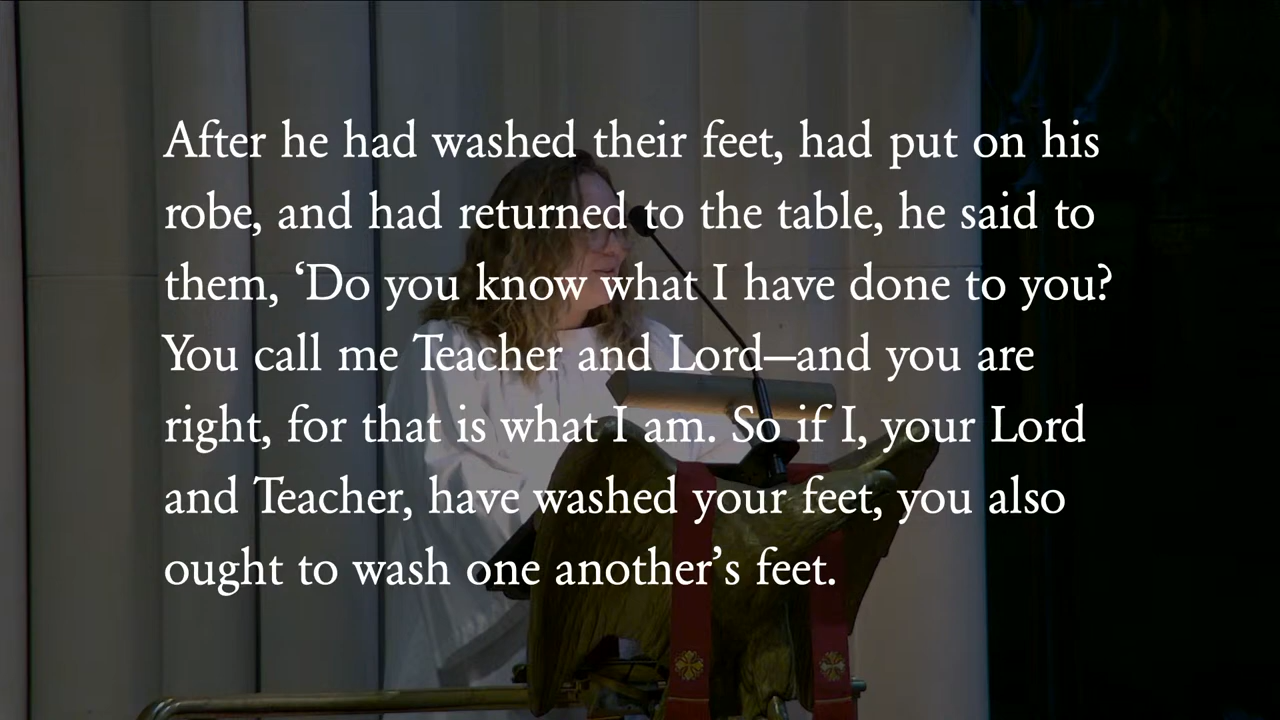 After he had washed their feet, had put on his
robe, and had returned to the table, he said to
them, ‘Do you know what I have done to you?
You call me Teacher and Lord—and you are
right, for that is what I am. So if I, your Lord
and Teacher, have washed your feet, you also
ought to wash one another’s feet.